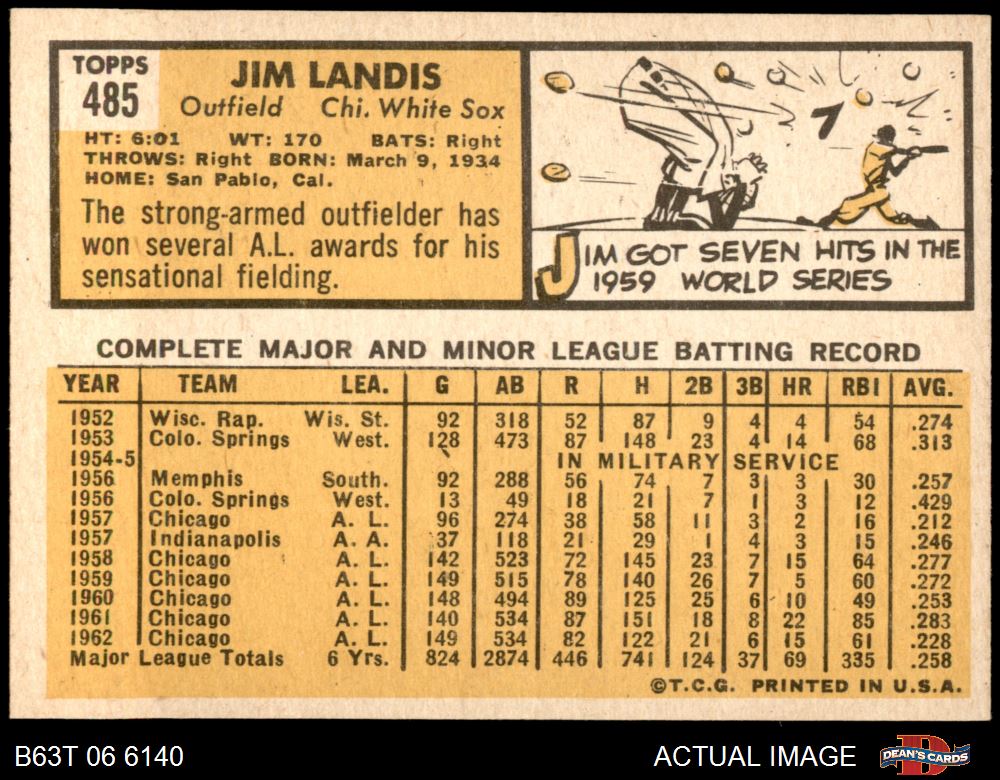 TOPPS
485
JIM LANDIS
Outfield Chi. White Sox
HT: 6:01 WT: 170 BATS: Right
THROWS: Right BORN: March 9, 1934
HOME: San Pablo, Cal.
The strong-armed outfielder has
won several A.L. awards for his
sensational fielding.
7
JIM GOT SEVEN HITS IN THE
1959 WORLD SERIES
COMPLETE MAJOR AND MINOR LEAGUE BATTING RECORD
YEAR TEAM LEA. G AB R H 2B 3B HR RBI AVG.
1952 Wisc. Rap. Wis. St. 92 318 52 87 9 4 4 54 .274
1953 Colo. Springs West. 128 473 87 148 23 4 14 68 .313
1954-5 IN MILITARY SERVICE
1956 Memphis South. 92 288 56 74 7 3 3 30 .257
1956 Colo. Springs West. 13 49 18 21 7 1 3 12 .429
1957 Chicago A. L. 96 274 38 58 11 3 2 16 .212
1957 Indianapolis A. A. 37 118 21 29 1 4 3 15 .246
1958 Chicago A. L. 142 523 72 145 23 7 15 64 .277
1959 Chicago A. L. 149 515 78 140 26 7 5 60 .272
1960 Chicago A. L. 148 494 89 125 25 6 10 49 .253
1961 Chicago A. L. 140 534 87 151 18 8 22 85 .283
1962 Chicago A. L. 149 534 82 122 21 6 15 61 .228
Major League Totals 6 Yrs. 824 2874 446 741 124 37 69 335 .258
©T.C.G. PRINTED IN U.S.A.
B63T 06 6140
ACTUAL IMAGE
DEAN'S CARDS